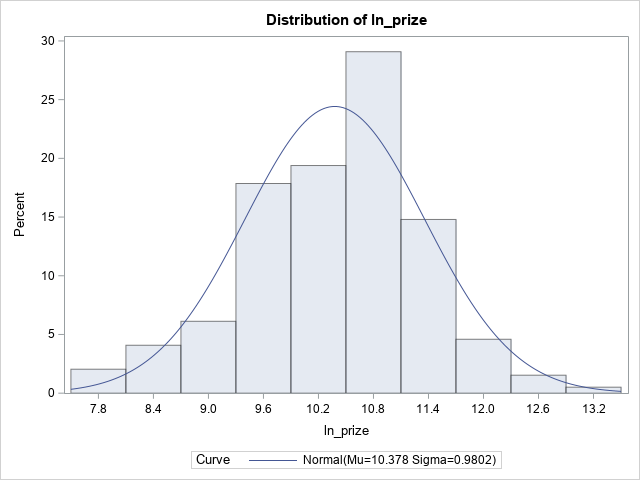 Distribution of ln_prize
30
25
20
15
10
5
0
Percent
7.8 8.4 9.0 9.6 10.2 10.8 11.4 12.0 12.6 13.2
ln_prize
Curve Normal(Mu=10.378 Sigma=0.9802)